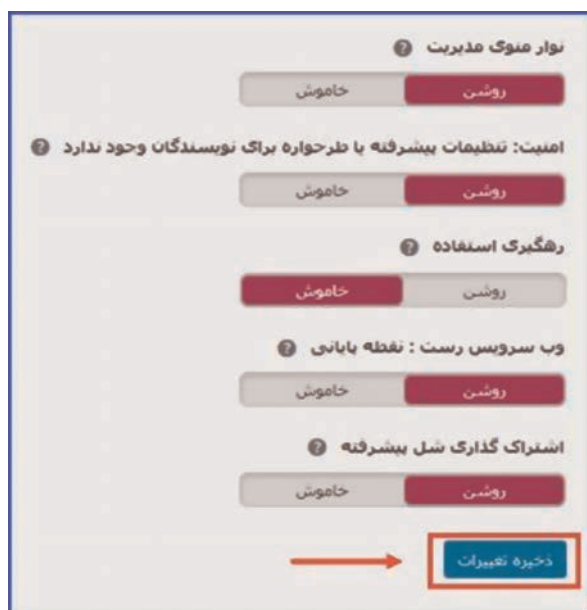 نوار منوی مدیریت
روشن خاموش
امنیت: تنظیمات پیشرفته یا طرحواره برای نویسندگان وجود ندارد
روشن خاموش
رهگیری استفاده
روشن خاموش
وب سرویس رست : نقطه پایانی
روشن خاموش
اشتراک گذاری شل پیشرفته
روشن خاموش
ذخیره تغییرات